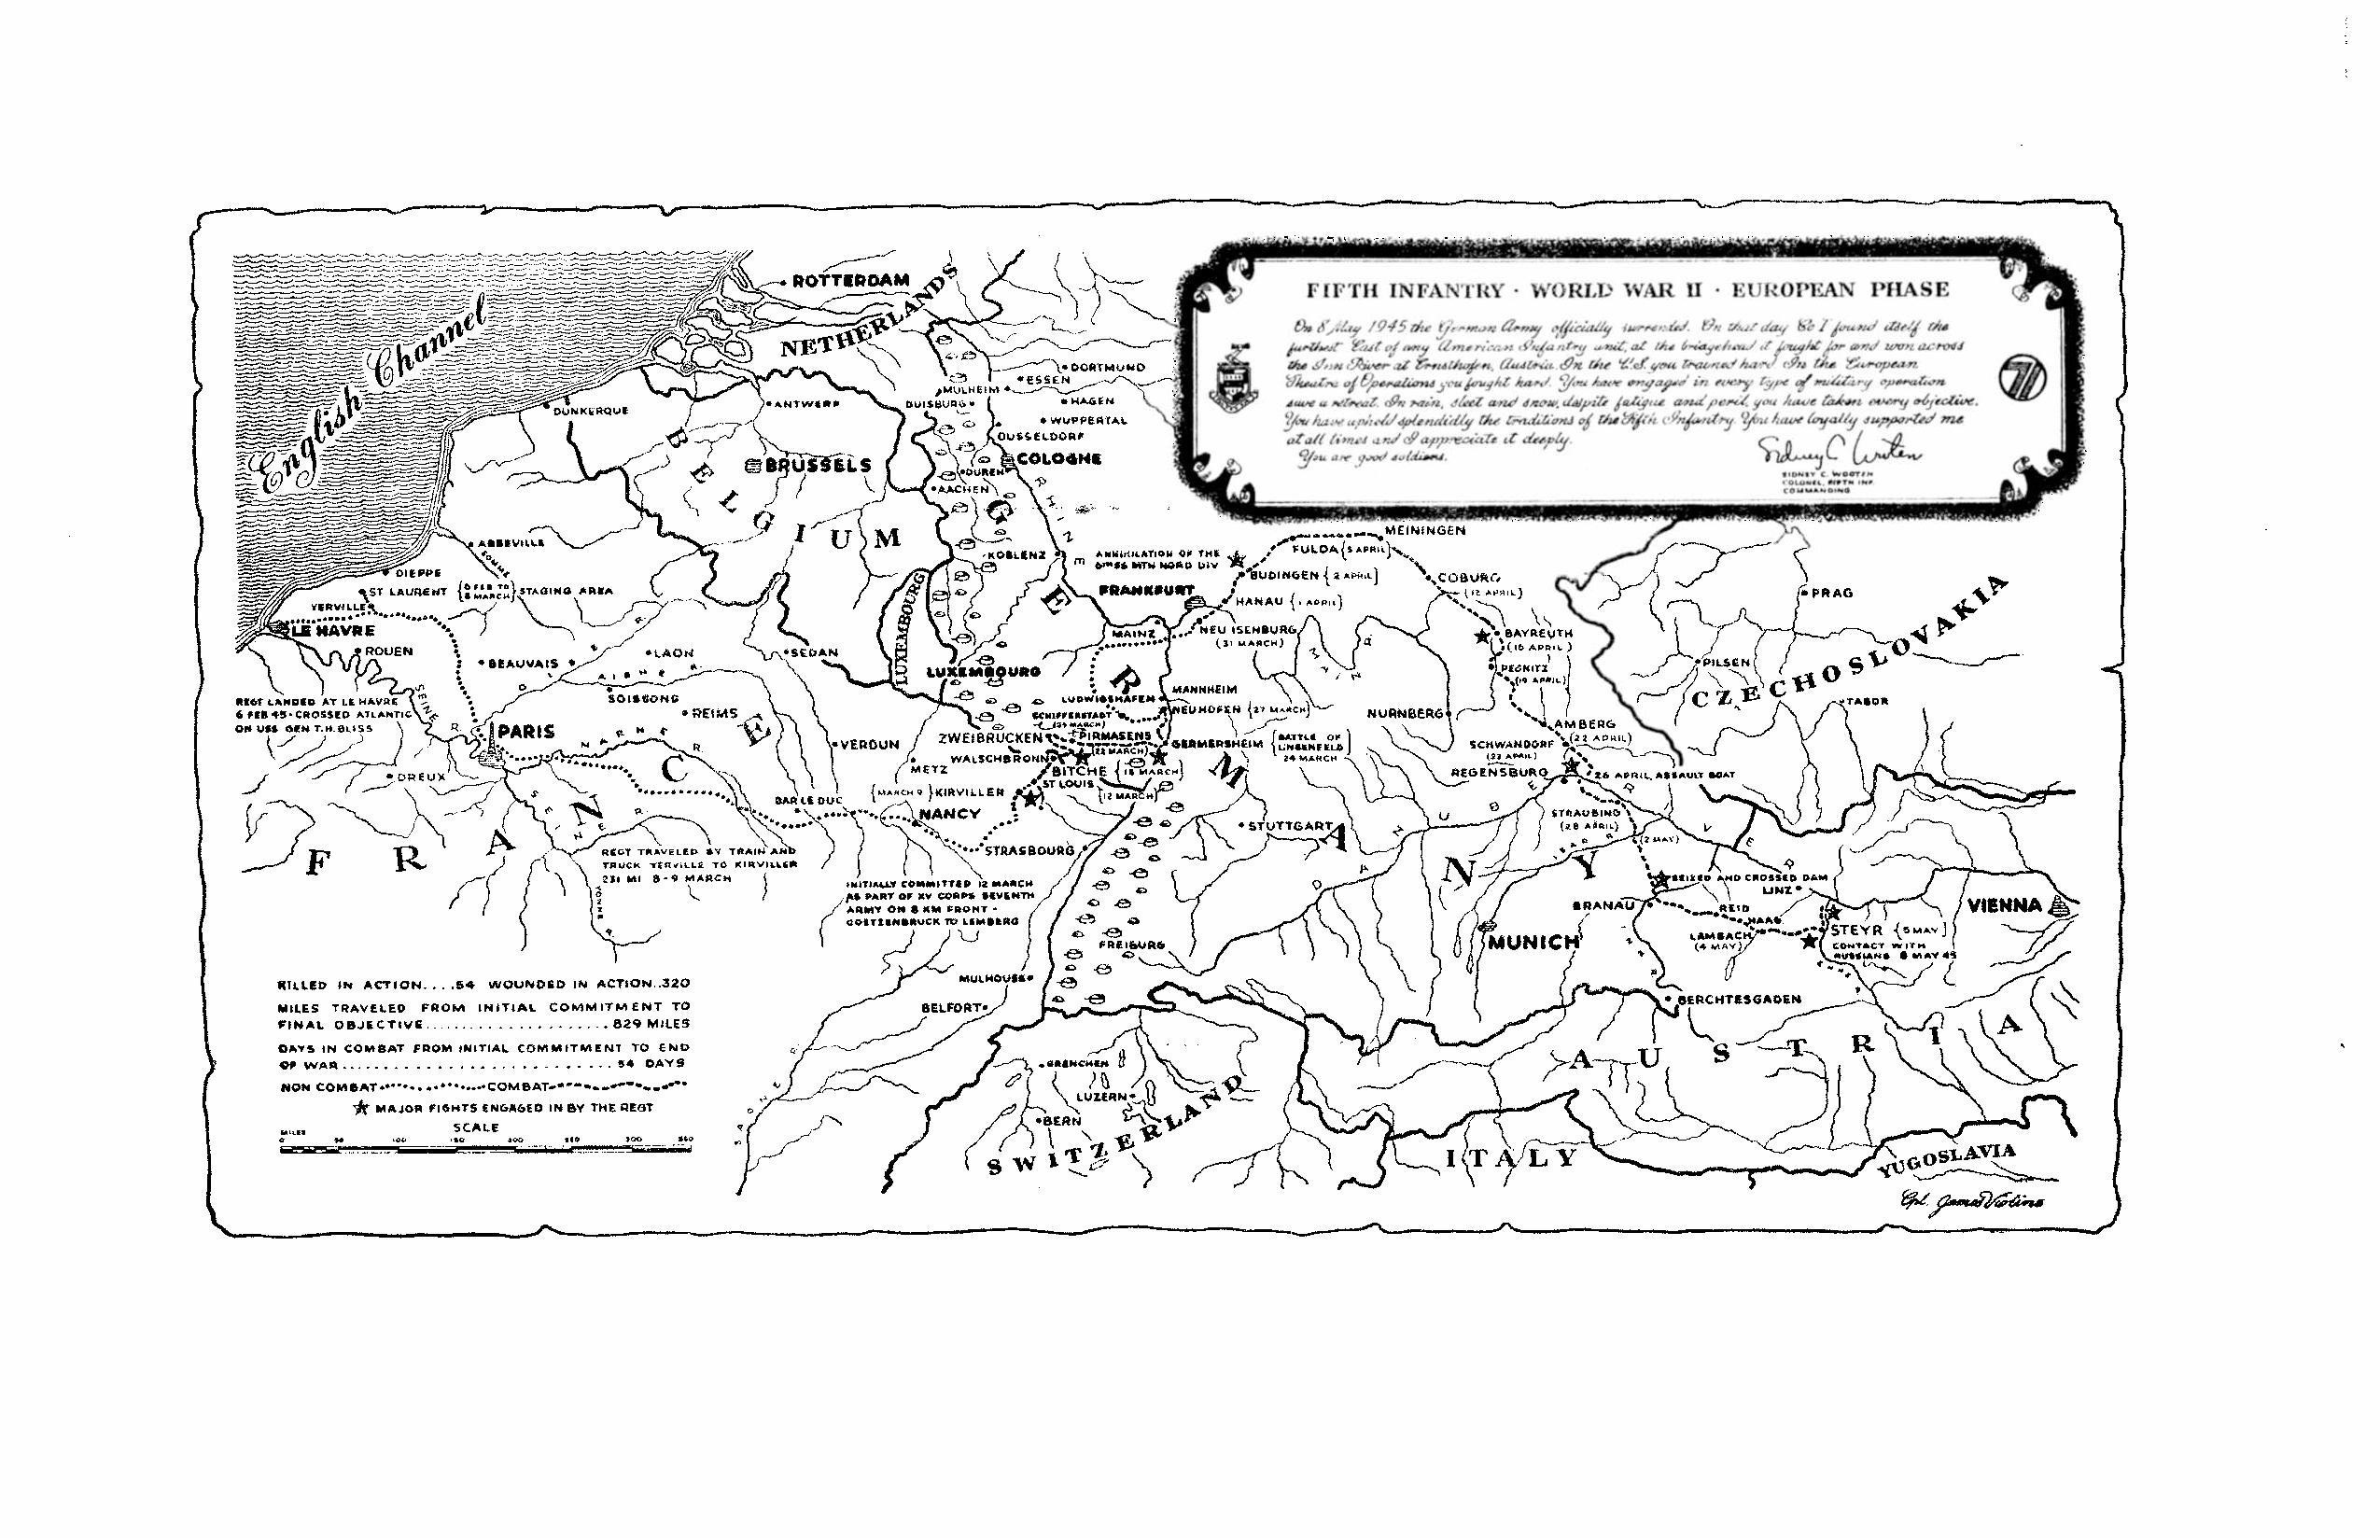 FIFTH INFANTRY · WORLD WAR II · EUROPEAN PHASE
On 8 May 1945 the German Army officially surrended. On that day Co I found itself the
furthest East of any American Infantry unit, at the bridgehead it fought for and won across
the Inn River at Ernsthofen, Austria. In the U.S. you trained hard. In the European
Theatre of Operations you fought hard. You have engaged in every type of military operation
save a retreat. In rain, sleet and snow, despite fatigue and peril, you have taken every objective.
You have upheld splendidly the traditions of the Fifth Infantry. You have loyally supported me
at all times and I appreciate it deeply.
You are good soldiers.
Sidney C Wooten
SIDNEY C. WOOTEN
COLONEL, FIFTH INF.
COMMANDING
71
English Channel
ROTTERDAM
NETHERLANDS
DORTMUND
ESSEN
MULHEIM
DUISBURG
HAGEN
WUPPERTAL
DUSSELDORF
COLOGNE
DUREN
AACHEN
DUNKERQUE
ANTWERP
BRUSSELS
BELGIUM
RHINE
KOBLENZ
ANNIHILATION OF THE
6TH SS MTN NORD DIV
MEININGEN
FULDA (5 APRIL)
BUDINGEN (2 APRIL)
FRANKFURT
HANAU (1 APRIL)
COBURG
(12 APRIL)
PRAG
CZECHOSLOVAKIA
ABBEVILLE
SOMME
DIEPPE
ST LAURENT (6 FEB TO
8 MARCH) STAGING AREA
YERVILLE
LE HAVRE
ROUEN
BEAUVAIS
LAON
OISE R
AISNE R
SEDAN
LUXEMBOURG
LUXEMBOURG
MAINZ
NEU ISENBURG
(31 MARCH)
MAIN R
BAYREUTH
(16 APRIL)
PEGNITZ
(19 APRIL)
PILSEN
TABOR
REGT LANDED AT LE HAVRE
6 FEB 45 - CROSSED ATLANTIC
ON USS GEN T.H. BLISS
SEINE R
SOISSONS
REIMS
PARIS
MARNE R
VERDUN
METZ
LUDWIGSHAFEN
MANNHEIM
SCHIFFERSTADT
NEUHOFEN (27 MARCH)
ZWEIBRUCKEN
PIRMASENS
(22 MARCH)
GERMERSHEIM (BATTLE OF
LINGENFELD
24 MARCH)
WALSCHBRONN
BITCHE (18 MARCH)
ST LOUIS
(12 MARCH)
NURNBERG
AMBERG
(22 APRIL)
SCHWANDORF
(23 APRIL)
REGENSBURG
26 APRIL, ASSAULT BOAT
DREUX
BAR LE DUC
(MARCH 9) KIRVILLER
NANCY
STRASBOURG
STUTTGART
STRAUBING
(28 APRIL)
ISAR
(2 MAY)
DANUBE RIVER
FRANCE
SEINE R
YONNE R
GERMANY
REGT TRAVELED BY TRAIN AND
TRUCK YERVILLE TO KIRVILLER
231 MI 8-9 MARCH
INITIALLY COMMITTED 12 MARCH
AS PART OF XV CORPS SEVENTH
ARMY ON 8 KM FRONT -
GOETZENBRUCK TO LEMBERG
SEIZED AND CROSSED DAM
LINZ
BRANAU
REID
HAAG
LAMBACH
(4 MAY)
STEYR (5 MAY)
CONTACT WITH
RUSSIANS 8 MAY 45
ENNS R
VIENNA
MUNICH
INN R
FREIBURG
MULHOUSE
BELFORT
BERCHTESGADEN
AUSTRIA
KILLED IN ACTION....54 WOUNDED IN ACTION..320
MILES TRAVELED FROM INITIAL COMMITMENT TO
FINAL OBJECTIVE....................829 MILES
DAYS IN COMBAT FROM INITIAL COMMITMENT TO END
OF WAR............................54 DAYS
NON COMBAT COMBAT
MAJOR FIGHTS ENGAGED IN BY THE REGT
SCALE
MILES
0 50 100 150 200 250 300 350
SAONE
GRENCHEN
LUZERN
BERN
SWITZERLAND
ITALY
YUGOSLAVIA
Cpl. James Violino